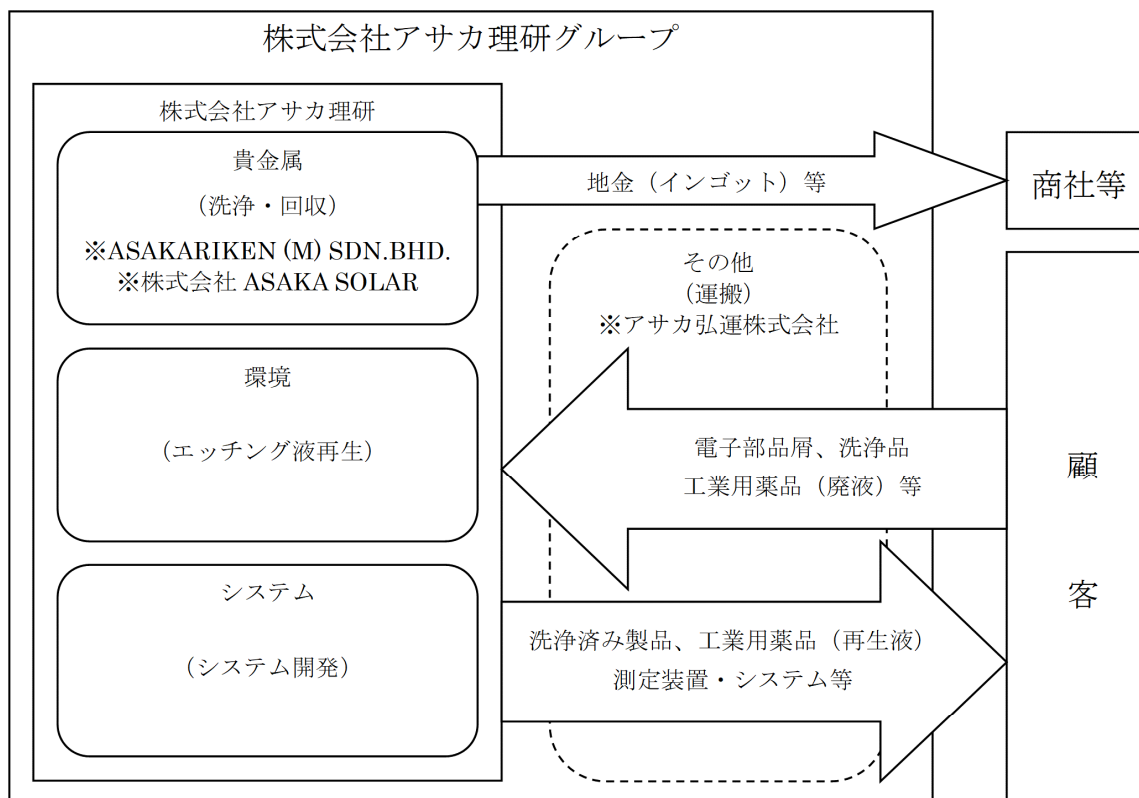 株式会社アサカ理研グループ
株式会社アサカ理研
貴金属
(洗浄・回収)
※ASAKARIKEN (M) SDN.BHD.
※株式会社 ASAKA SOLAR
地金（インゴット）等
商社等
その他
(運搬)
※アサカ弘運株式会社
環境
（エッチング液再生）
電子部品屑、洗浄品
工業用薬品（廃液）等
顧
客
システム
（システム開発）
洗浄済み製品、工業用薬品（再生液）
測定装置・システム等